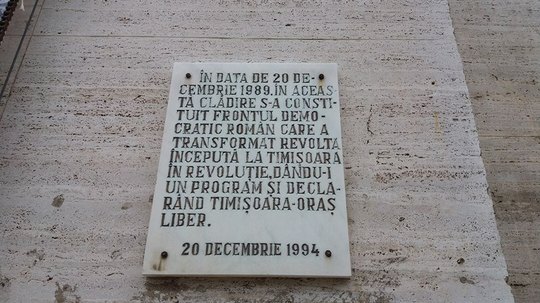 ÎN DATA DE 20 DE-
CEMBRIE 1989, ÎN ACEAS
TĂ CLĂDIRE S-A CONSTI-
TUIT FRONTUL DEMO-
CRATIC ROMÂN CARE A
TRANSFORMAT REVOLTA
ÎNCEPUTĂ LA TIMIȘOARA
ÎN REVOLUȚIE, DÂNDU-I
UN PROGRAM ȘI DECLA-
RÂND TIMIȘOARA-ORAȘ
LIBER.
20 DECEMBRIE 1994